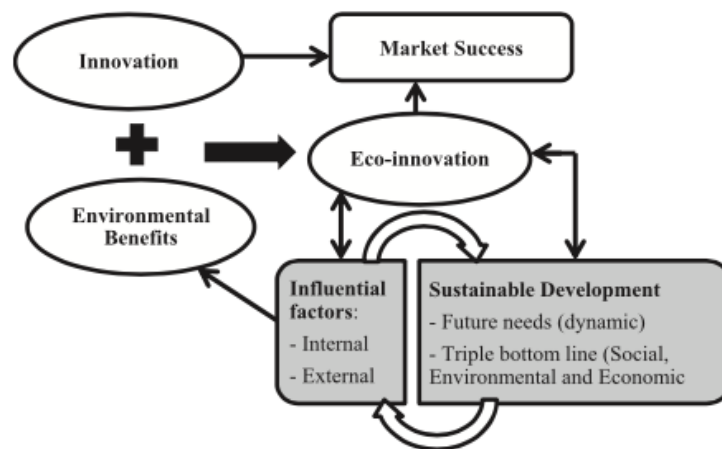 Innovation
Market Success
Eco-innovation
Environmental
Benefits
Influential
factors:
- Internal
- External
Sustainable Development
- Future needs (dynamic)
- Triple bottom line (Social,
Environmental and Economic